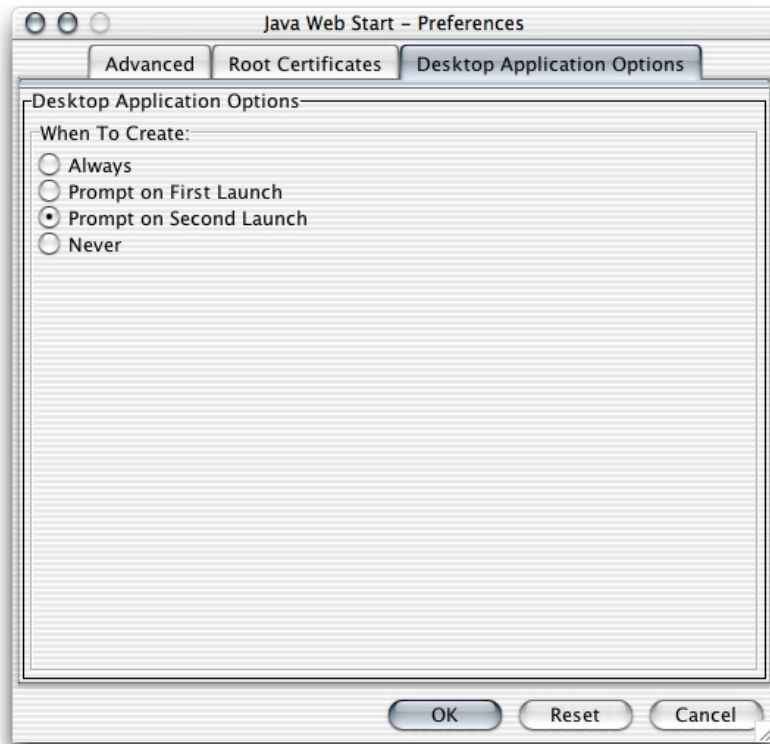 Java Web Start – Preferences
Advanced Root Certificates Desktop Application Options
Desktop Application Options
When To Create:
Always
Prompt on First Launch
Prompt on Second Launch
Never
OK Reset Cancel